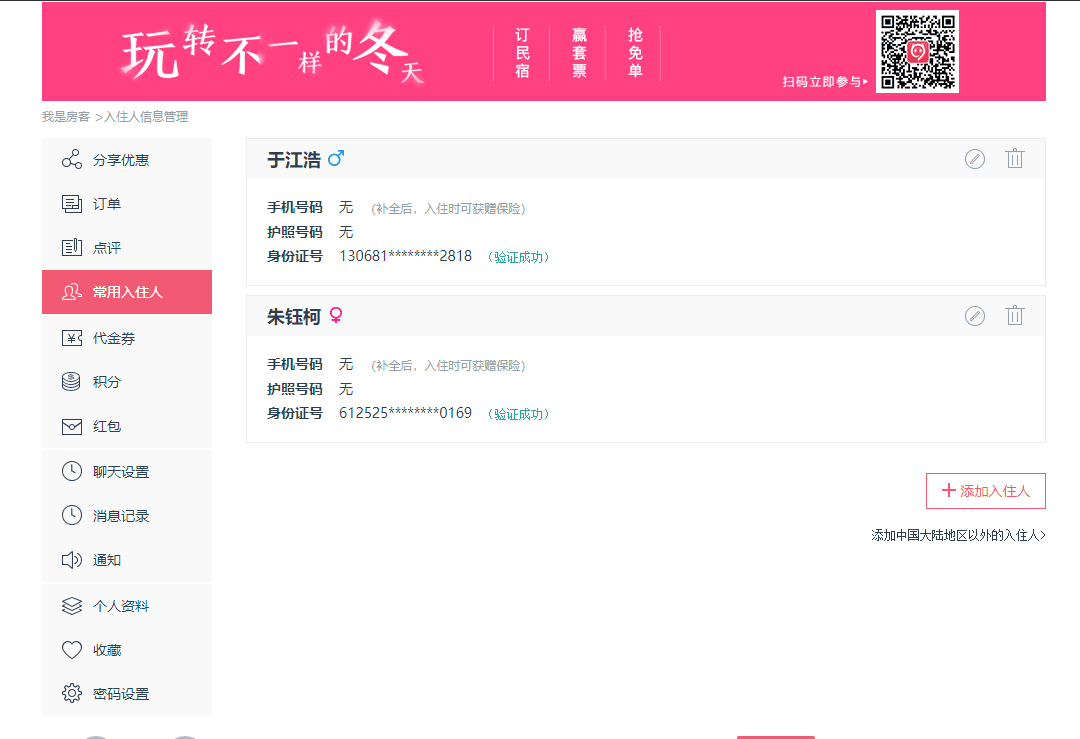 玩转不一样的冬天
订民宿
赢套票
抢免单
扫码立即参与
我是房客 >入住人信息管理
分享优惠
订单
点评
常用入住人
代金券
积分
红包
聊天设置
消息记录
通知
个人资料
收藏
密码设置
于江浩
手机号码 无 (补全后，入住时可获赠保险)
护照号码 无
身份证号 130681********2818 （验证成功）
朱钰柯
手机号码 无 (补全后，入住时可获赠保险)
护照号码 无
身份证号 612525********0169 （验证成功）
添加入住人
添加中国大陆地区以外的入住人>